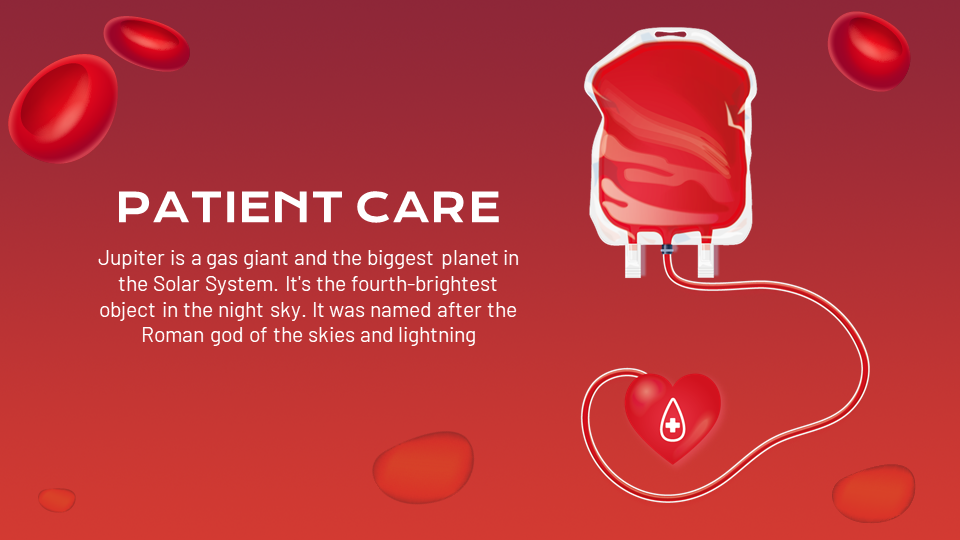 PATIENT CARE
Jupiter is a gas giant and the biggest planet in
the Solar System. It's the fourth-brightest
object in the night sky. It was named after the
Roman god of the skies and lightning